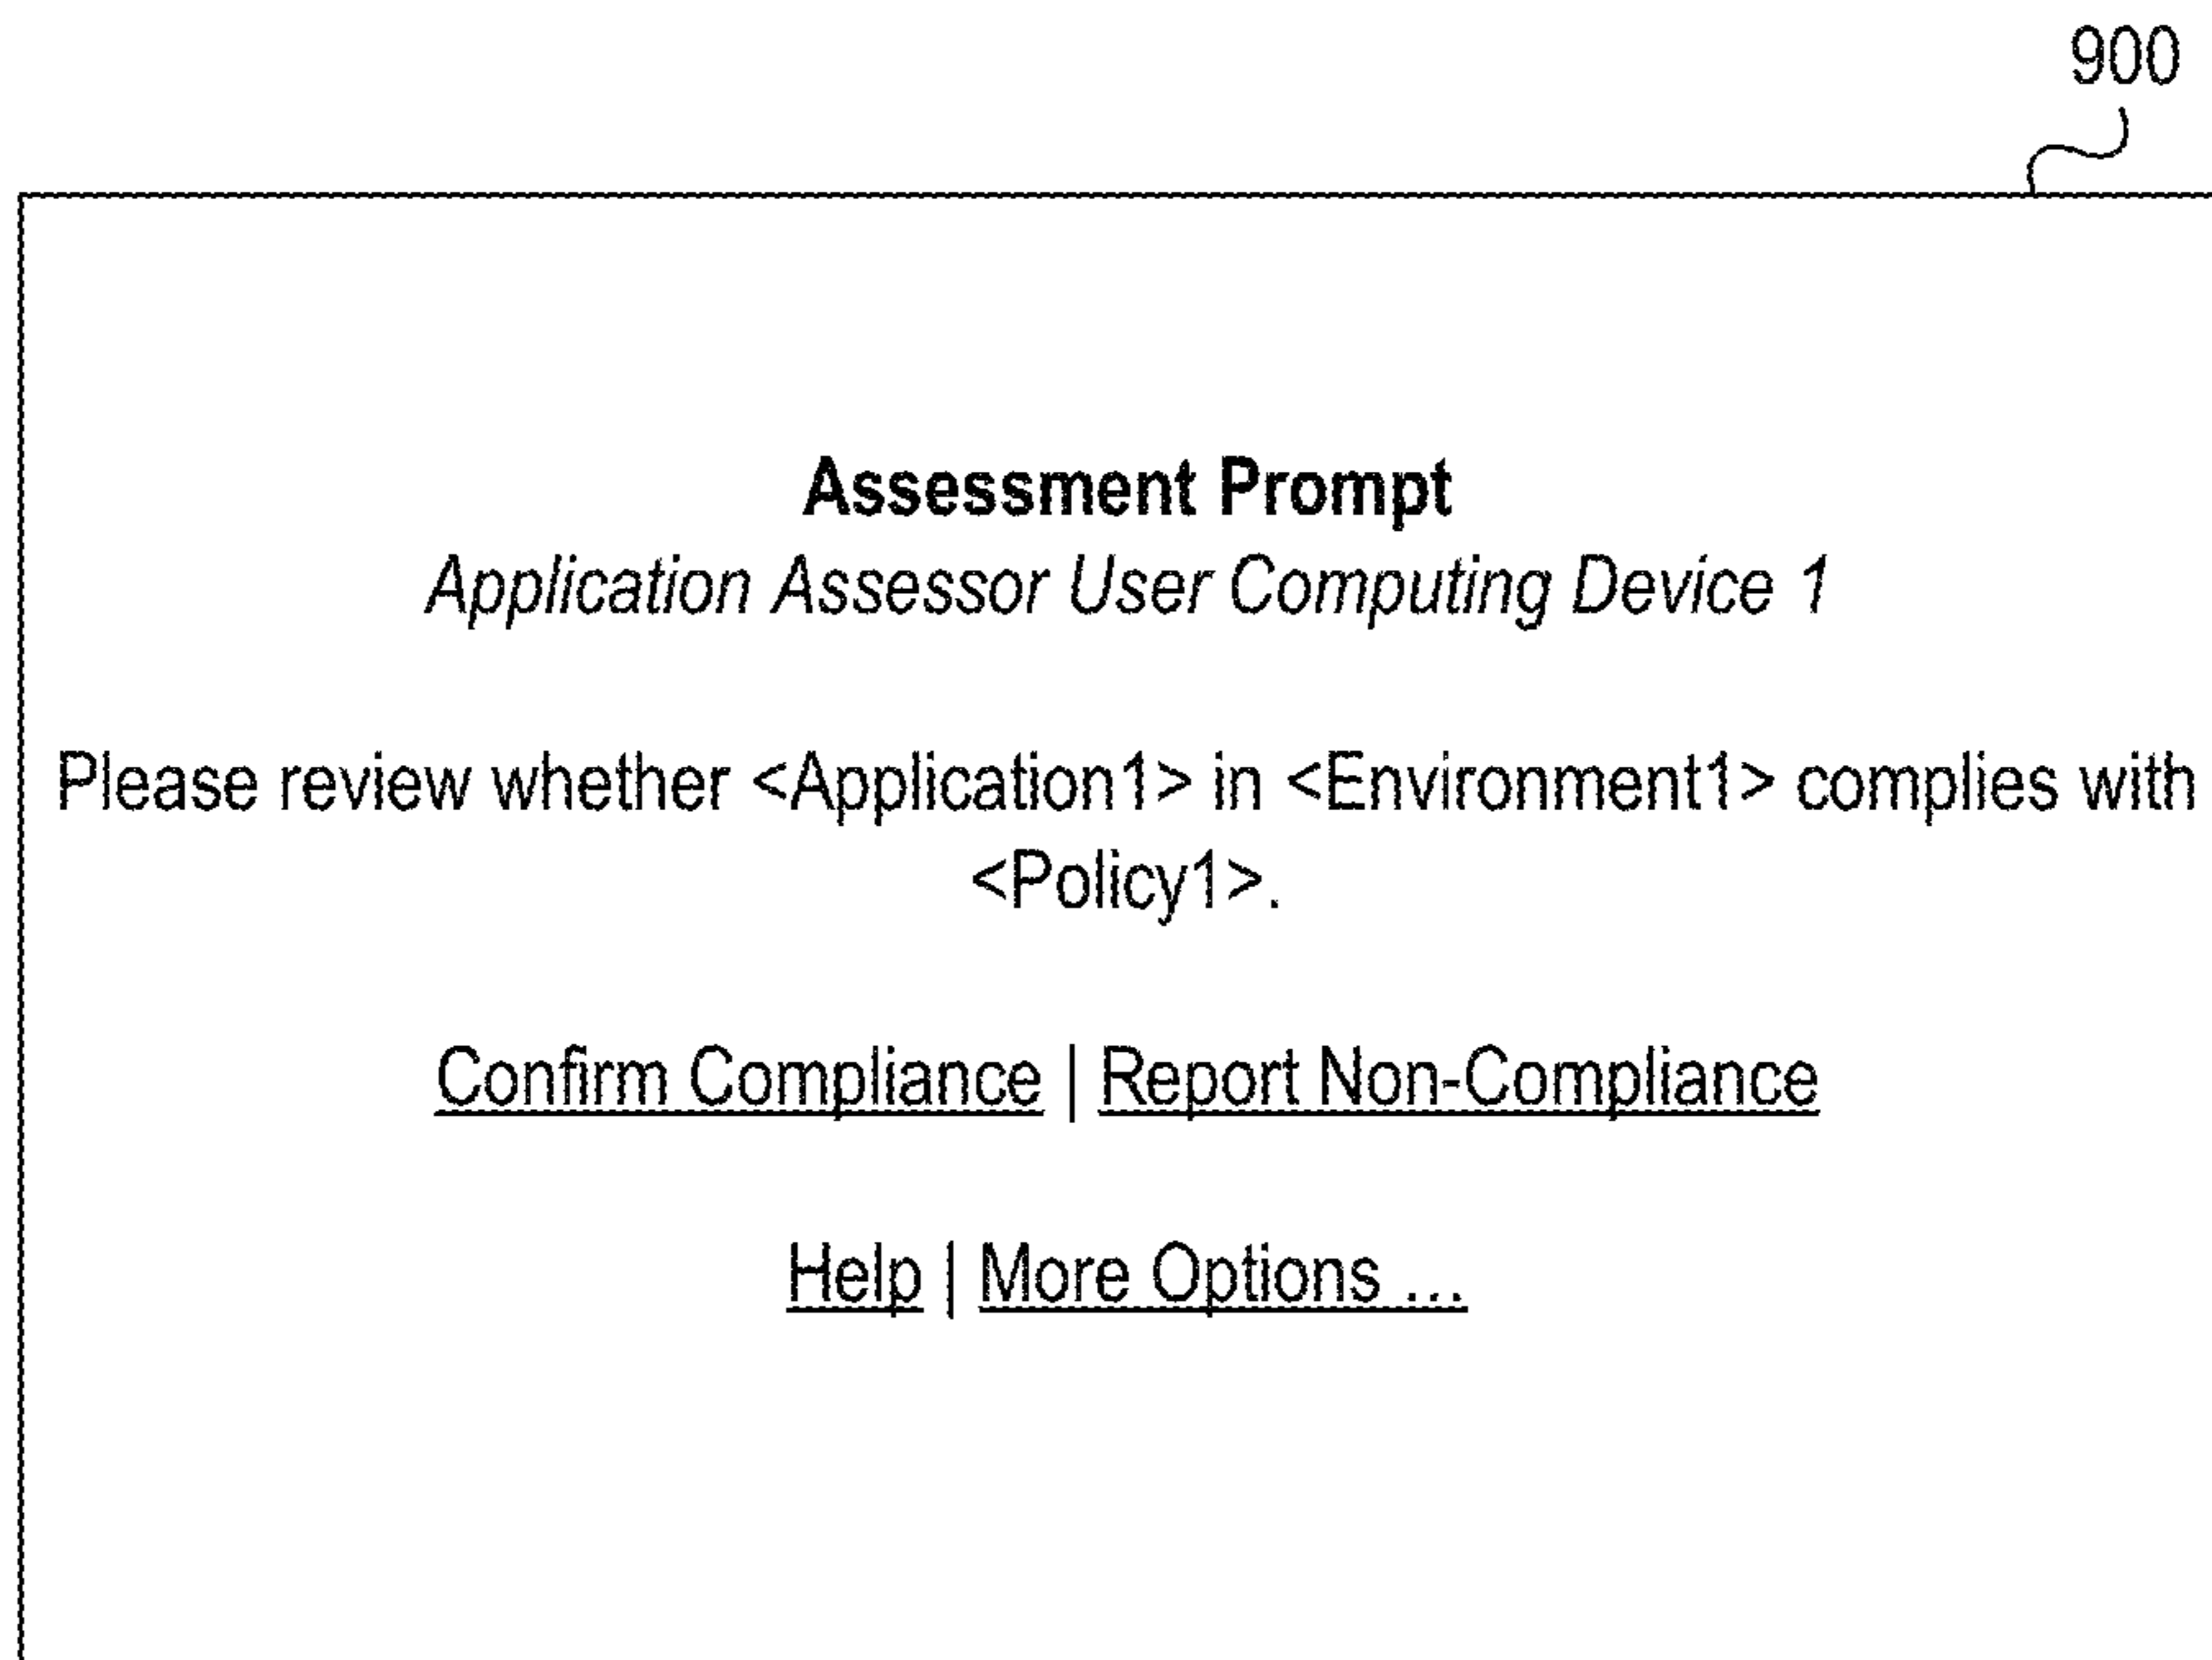 900
Assessment Prompt
Application Assessor User Computing Device 1
Please review whether <Application1> in <Environment1> complies with
<Policy1>.
Confirm Compliance | Report Non-Compliance
Help | More Options ...